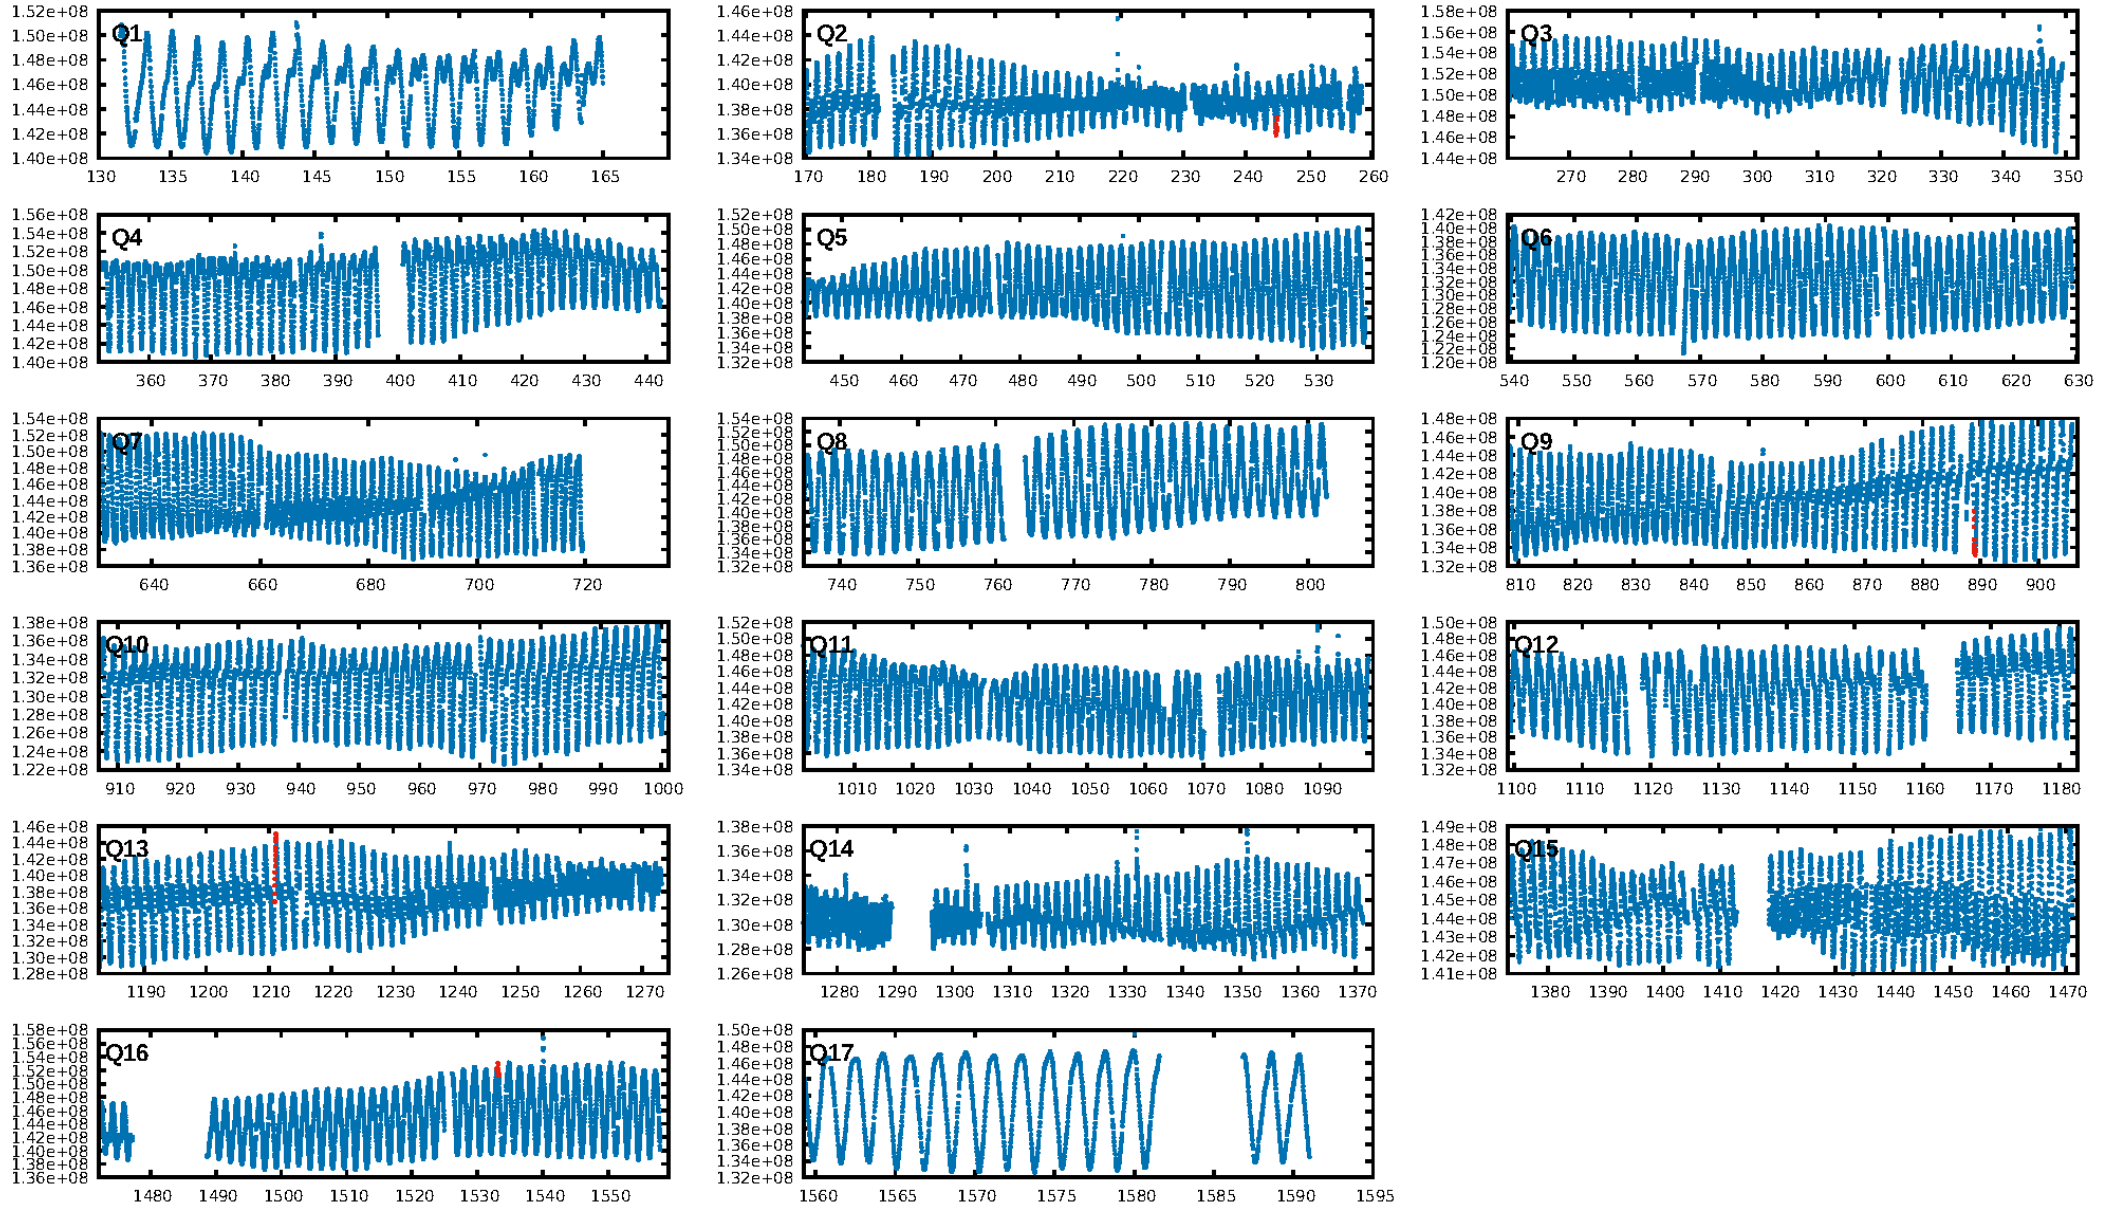 1.52e+08 1.50e+08 1.48e+08 1.46e+08 1.44e+08 1.42e+08 1.40e+08
Q1
130 135 140 145 150 155 160 165
1.46e+08 1.44e+08 1.42e+08 1.40e+08 1.38e+08 1.36e+08 1.34e+08
Q2
170 180 190 200 210 220 230 240 250 260
1.58e+08 1.56e+08 1.54e+08 1.52e+08 1.50e+08 1.48e+08 1.46e+08 1.44e+08
Q3
270 280 290 300 310 320 330 340 350
1.56e+08 1.54e+08 1.52e+08 1.50e+08 1.48e+08 1.46e+08 1.44e+08 1.42e+08 1.40e+08
Q4
360 370 380 390 400 410 420 430 440
1.52e+08 1.50e+08 1.48e+08 1.46e+08 1.44e+08 1.42e+08 1.40e+08 1.38e+08 1.36e+08 1.34e+08 1.32e+08
Q5
450 460 470 480 490 500 510 520 530
1.42e+08 1.40e+08 1.38e+08 1.36e+08 1.34e+08 1.32e+08 1.30e+08 1.28e+08 1.26e+08 1.24e+08 1.22e+08 1.20e+08
Q6
540 550 560 570 580 590 600 610 620 630
1.54e+08 1.52e+08 1.50e+08 1.48e+08 1.46e+08 1.44e+08 1.42e+08 1.40e+08 1.38e+08 1.36e+08
Q7
640 660 680 700 720
1.54e+08 1.52e+08 1.50e+08 1.48e+08 1.46e+08 1.44e+08 1.42e+08 1.40e+08 1.38e+08 1.36e+08 1.34e+08 1.32e+08
Q8
740 750 760 770 780 790 800
1.48e+08 1.46e+08 1.44e+08 1.42e+08 1.40e+08 1.38e+08 1.36e+08 1.34e+08 1.32e+08
Q9
810 820 830 840 850 860 870 880 890 900
1.38e+08 1.36e+08 1.34e+08 1.32e+08 1.30e+08 1.28e+08 1.26e+08 1.24e+08 1.22e+08
Q10
910 920 930 940 950 960 970 980 990 1000
1.52e+08 1.50e+08 1.48e+08 1.46e+08 1.44e+08 1.42e+08 1.40e+08 1.38e+08 1.36e+08 1.34e+08
Q11
1010 1020 1030 1040 1050 1060 1070 1080 1090
1.50e+08 1.48e+08 1.46e+08 1.44e+08 1.42e+08 1.40e+08 1.38e+08 1.36e+08 1.34e+08 1.32e+08
Q12
1100 1110 1120 1130 1140 1150 1160 1170 1180
1.46e+08 1.44e+08 1.42e+08 1.40e+08 1.38e+08 1.36e+08 1.34e+08 1.32e+08 1.30e+08 1.28e+08
Q13
1190 1200 1210 1220 1230 1240 1250 1260 1270
1.38e+08 1.36e+08 1.34e+08 1.32e+08 1.30e+08 1.28e+08 1.26e+08
Q14
1280 1290 1300 1310 1320 1330 1340 1350 1360 1370
1.49e+08 1.48e+08 1.47e+08 1.46e+08 1.45e+08 1.44e+08 1.43e+08 1.42e+08 1.41e+08
Q15
1380 1390 1400 1410 1420 1430 1440 1450 1460 1470
1.58e+08 1.56e+08 1.54e+08 1.52e+08 1.50e+08 1.48e+08 1.46e+08 1.44e+08 1.42e+08 1.40e+08 1.38e+08 1.36e+08
Q16
1480 1490 1500 1510 1520 1530 1540 1550
1.50e+08 1.48e+08 1.46e+08 1.44e+08 1.42e+08 1.40e+08 1.38e+08 1.36e+08 1.34e+08 1.32e+08
Q17
1560 1565 1570 1575 1580 1585 1590 1595